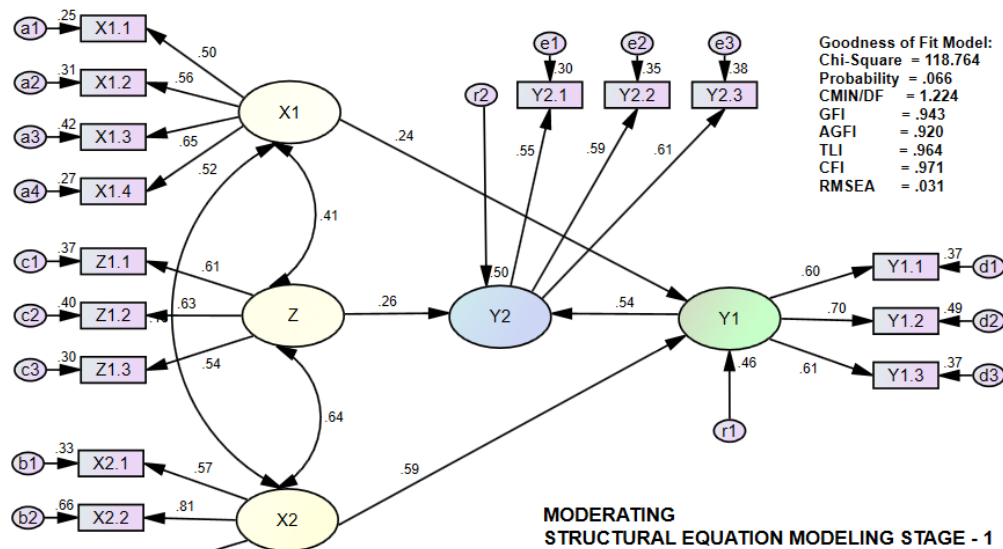 a1
.25
X1.1
.50
a2
.31
X1.2
.56
a3
.42
X1.3
.65
a4
.27
X1.4
.52
X1
.24
.41
c1
.37
Z1.1
.61
c2
.40
Z1.2
.63
c3
.30
Z1.3
.54
Z
.26
.64
b1
.33
X2.1
.57
b2
.66
X2.2
.81
X2
.59
r2
e1
.30
Y2.1
.55
e2
.35
Y2.2
.59
e3
.38
Y2.3
.61
.50
Y2
.54
Y1
.46
r1
.60
Y1.1
.37
d1
.70
Y1.2
.49
d2
.61
Y1.3
.37
d3
Goodness of Fit Model:
Chi-Square = 118.764
Probability = .066
CMIN/DF = 1.224
GFI = .943
AGFI = .920
TLI = .964
CFI = .971
RMSEA = .031
MODERATING
STRUCTURAL EQUATION MODELING STAGE - 1